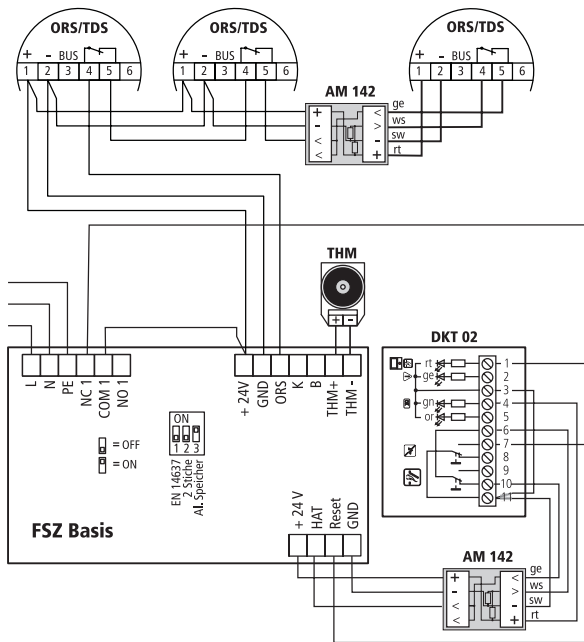 ORS/TDS ORS/TDS ORS/TDS
+ - BUS + - BUS + - BUS
1 2 3 4 5 6 1 2 3 4 5 6 1 2 3 4 5 6
AM 142
+ < ge
- > ws
< - sw
< + rt
THM
+ -
DKT 02
rt 1
ge 2
3
gn 4
or 5
6
7
8
9
10
11
L N PE NC 1 COM 1 NO 1
+ 24V GND ORS K B THM+ THM -
ON
1 2 3
= OFF
= ON
EN 14637
2 Stiche
Al. Speicher
FSZ Basis
+ 24 V HAT Reset GND
AM 142
+ < ge
- > ws
< - sw
< + rt